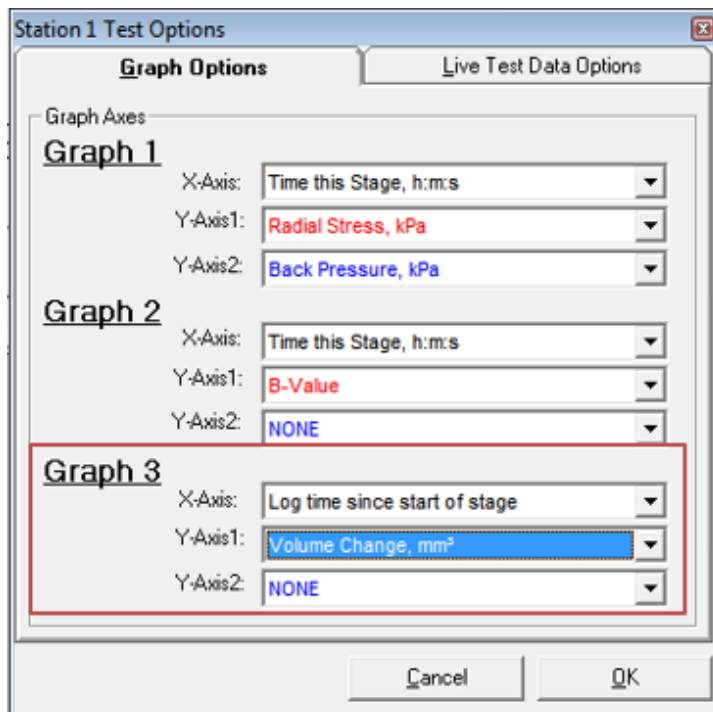 Station 1 Test Options
Graph Options
Live Test Data Options
Graph Axes
Graph 1
X-Axis: Time this Stage, h:m:s
Y-Axis1: Radial Stress, kPa
Y-Axis2: Back Pressure, kPa
Graph 2
X-Axis: Time this Stage, h:m:s
Y-Axis1: B-Value
Y-Axis2: NONE
Graph 3
X-Axis: Log time since start of stage
Y-Axis1: Volume Change, mm³
Y-Axis2: NONE
Cancel
OK